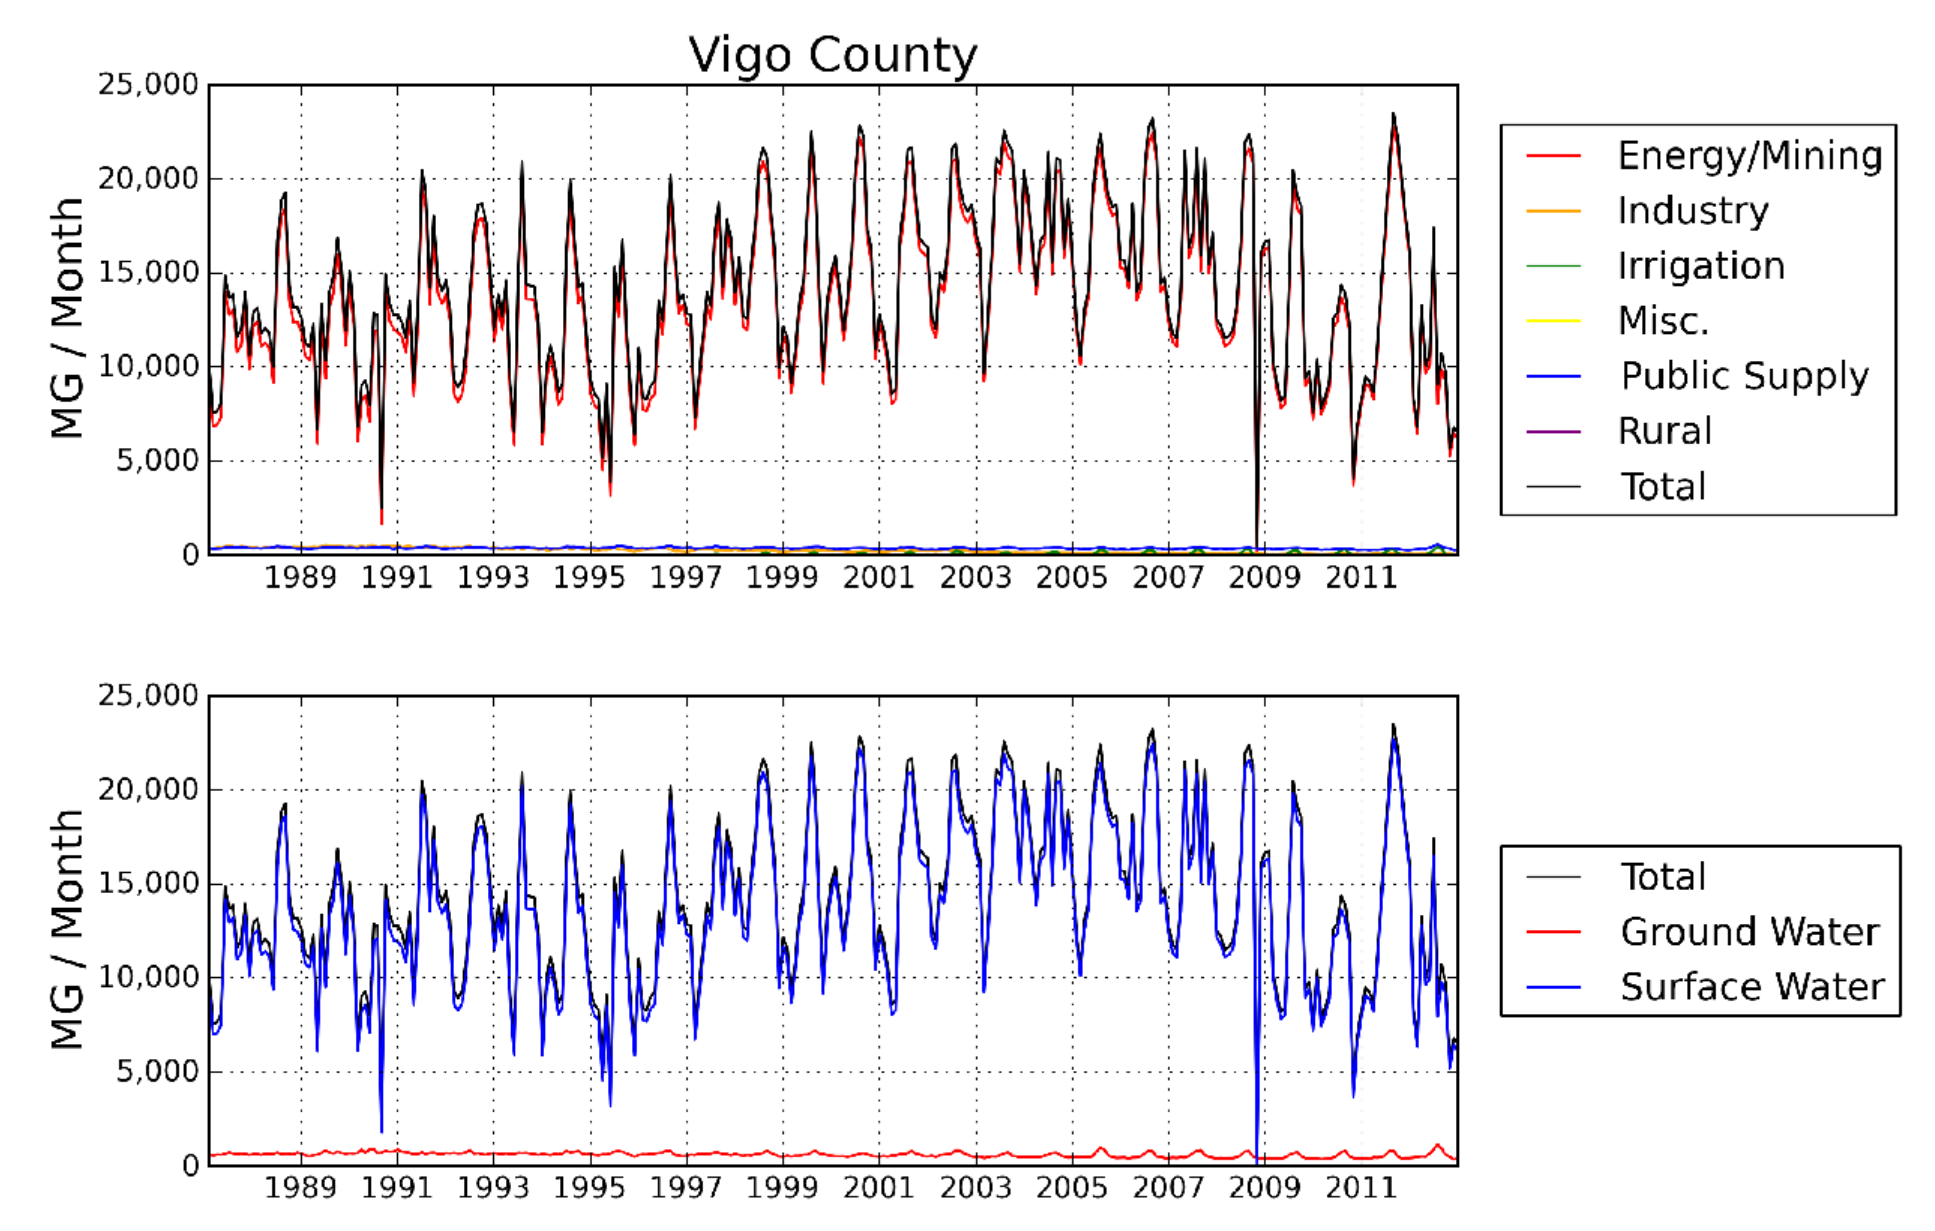 Vigo County
MG / Month
25,000
20,000
15,000
10,000
5,000
0
1989 1991 1993 1995 1997 1999 2001 2003 2005 2007 2009 2011
Energy/Mining
Industry
Irrigation
Misc.
Public Supply
Rural
Total
MG / Month
25,000
20,000
15,000
10,000
5,000
0
1989 1991 1993 1995 1997 1999 2001 2003 2005 2007 2009 2011
Total
Ground Water
Surface Water